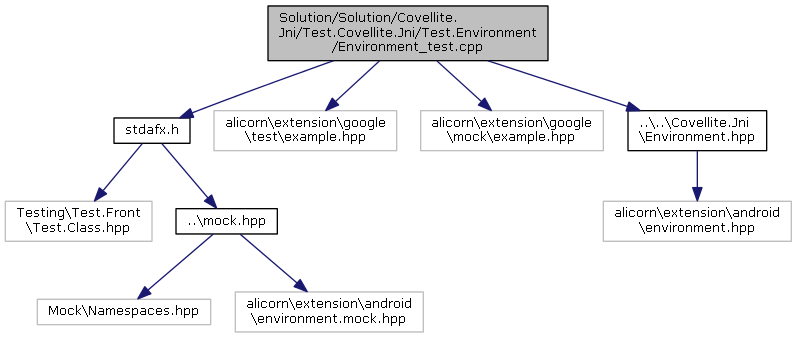 Solution/Solution/Covellite.
Jni/Test.Covellite.Jni/Test.Environment
/Environment_test.cpp
stdafx.h
alicorn\extension\google
\test\example.hpp
alicorn\extension\google
\mock\example.hpp
..\..\Covellite.Jni
\Environment.hpp
Testing\Test.Front
\Test.Class.hpp
..\mock.hpp
alicorn\extension\android
\environment.hpp
Mock\Namespaces.hpp
alicorn\extension\android
\environment.mock.hpp